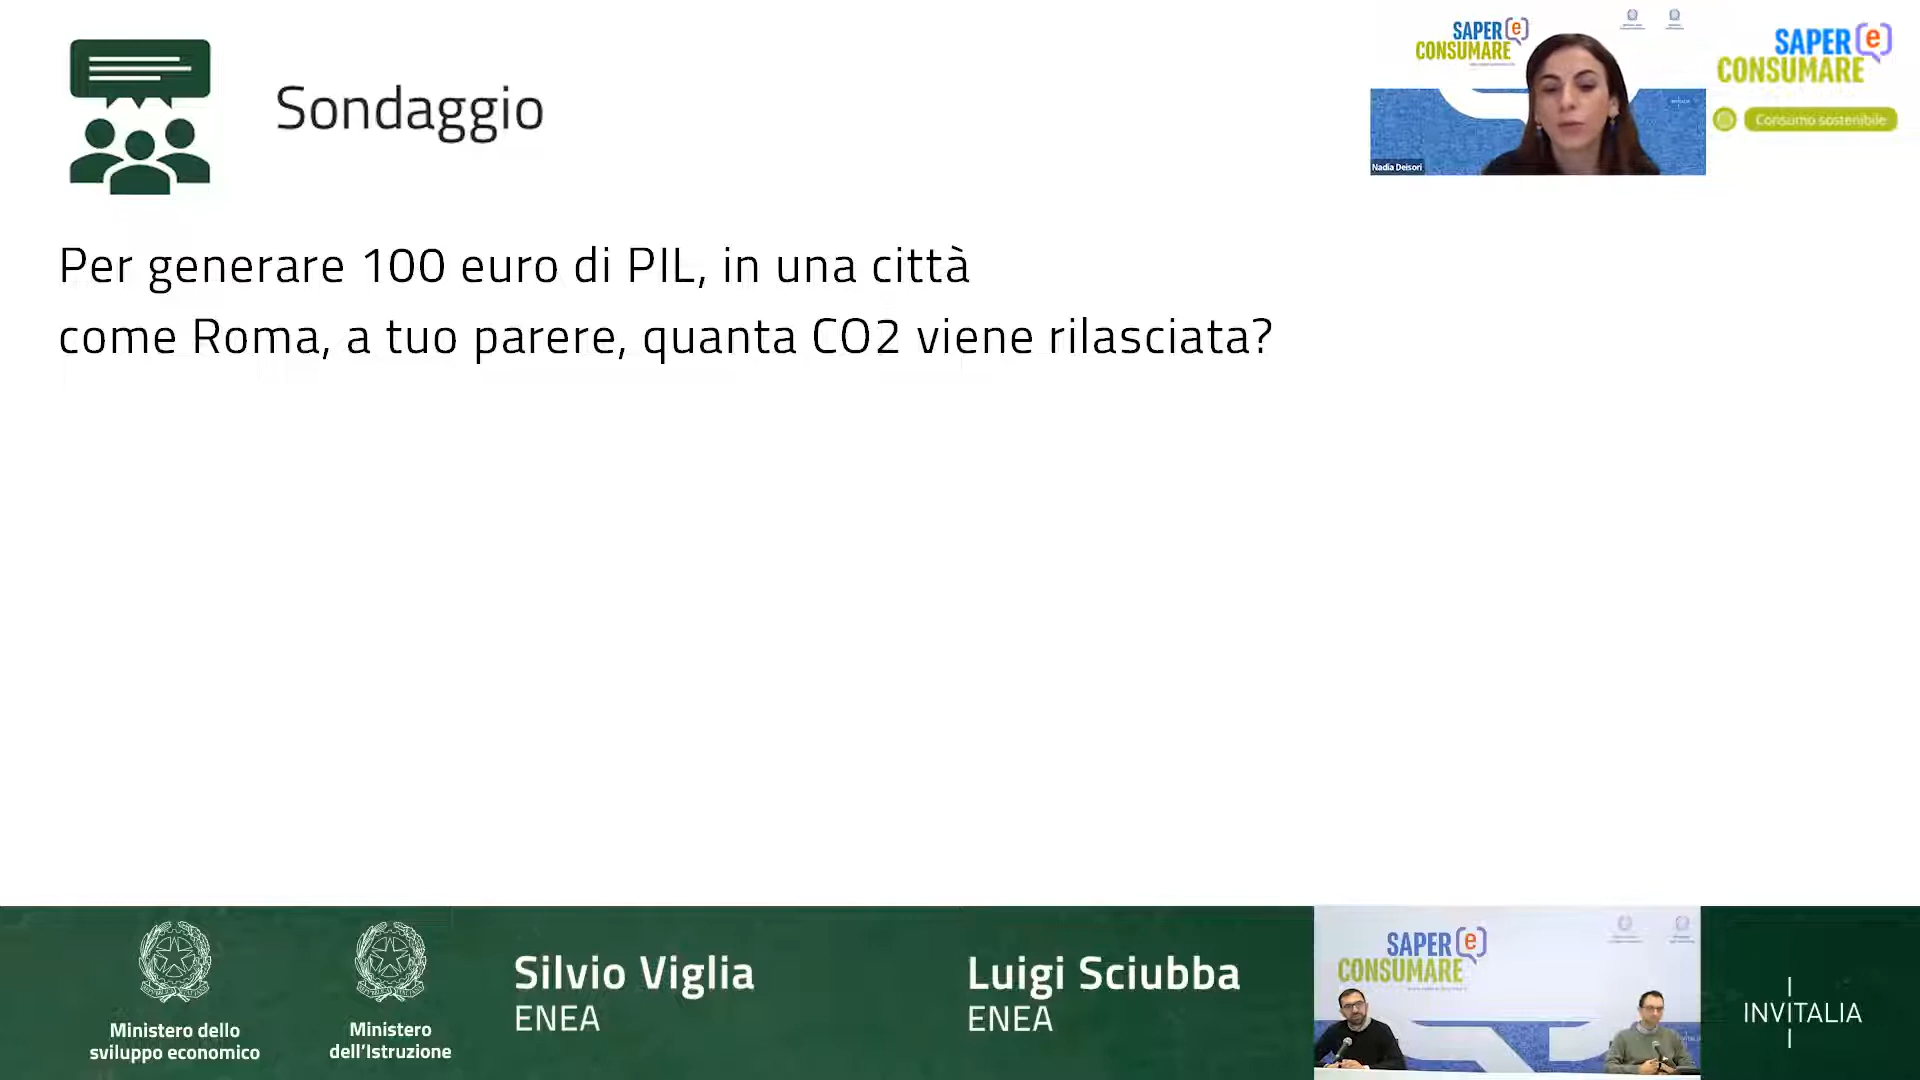 Sondaggio
SAPER(e)
CONSUMARE
Nadia Deisori
SAPER(e)
CONSUMARE
Consumo sostenibile
Per generare 100 euro di PIL, in una città
come Roma, a tuo parere, quanta CO2 viene rilasciata?
Ministero dello
sviluppo economico
Ministero
dell'Istruzione
Silvio Viglia
ENEA
Luigi Sciubba
ENEA
SAPER(e)
CONSUMARE
INVITALIA